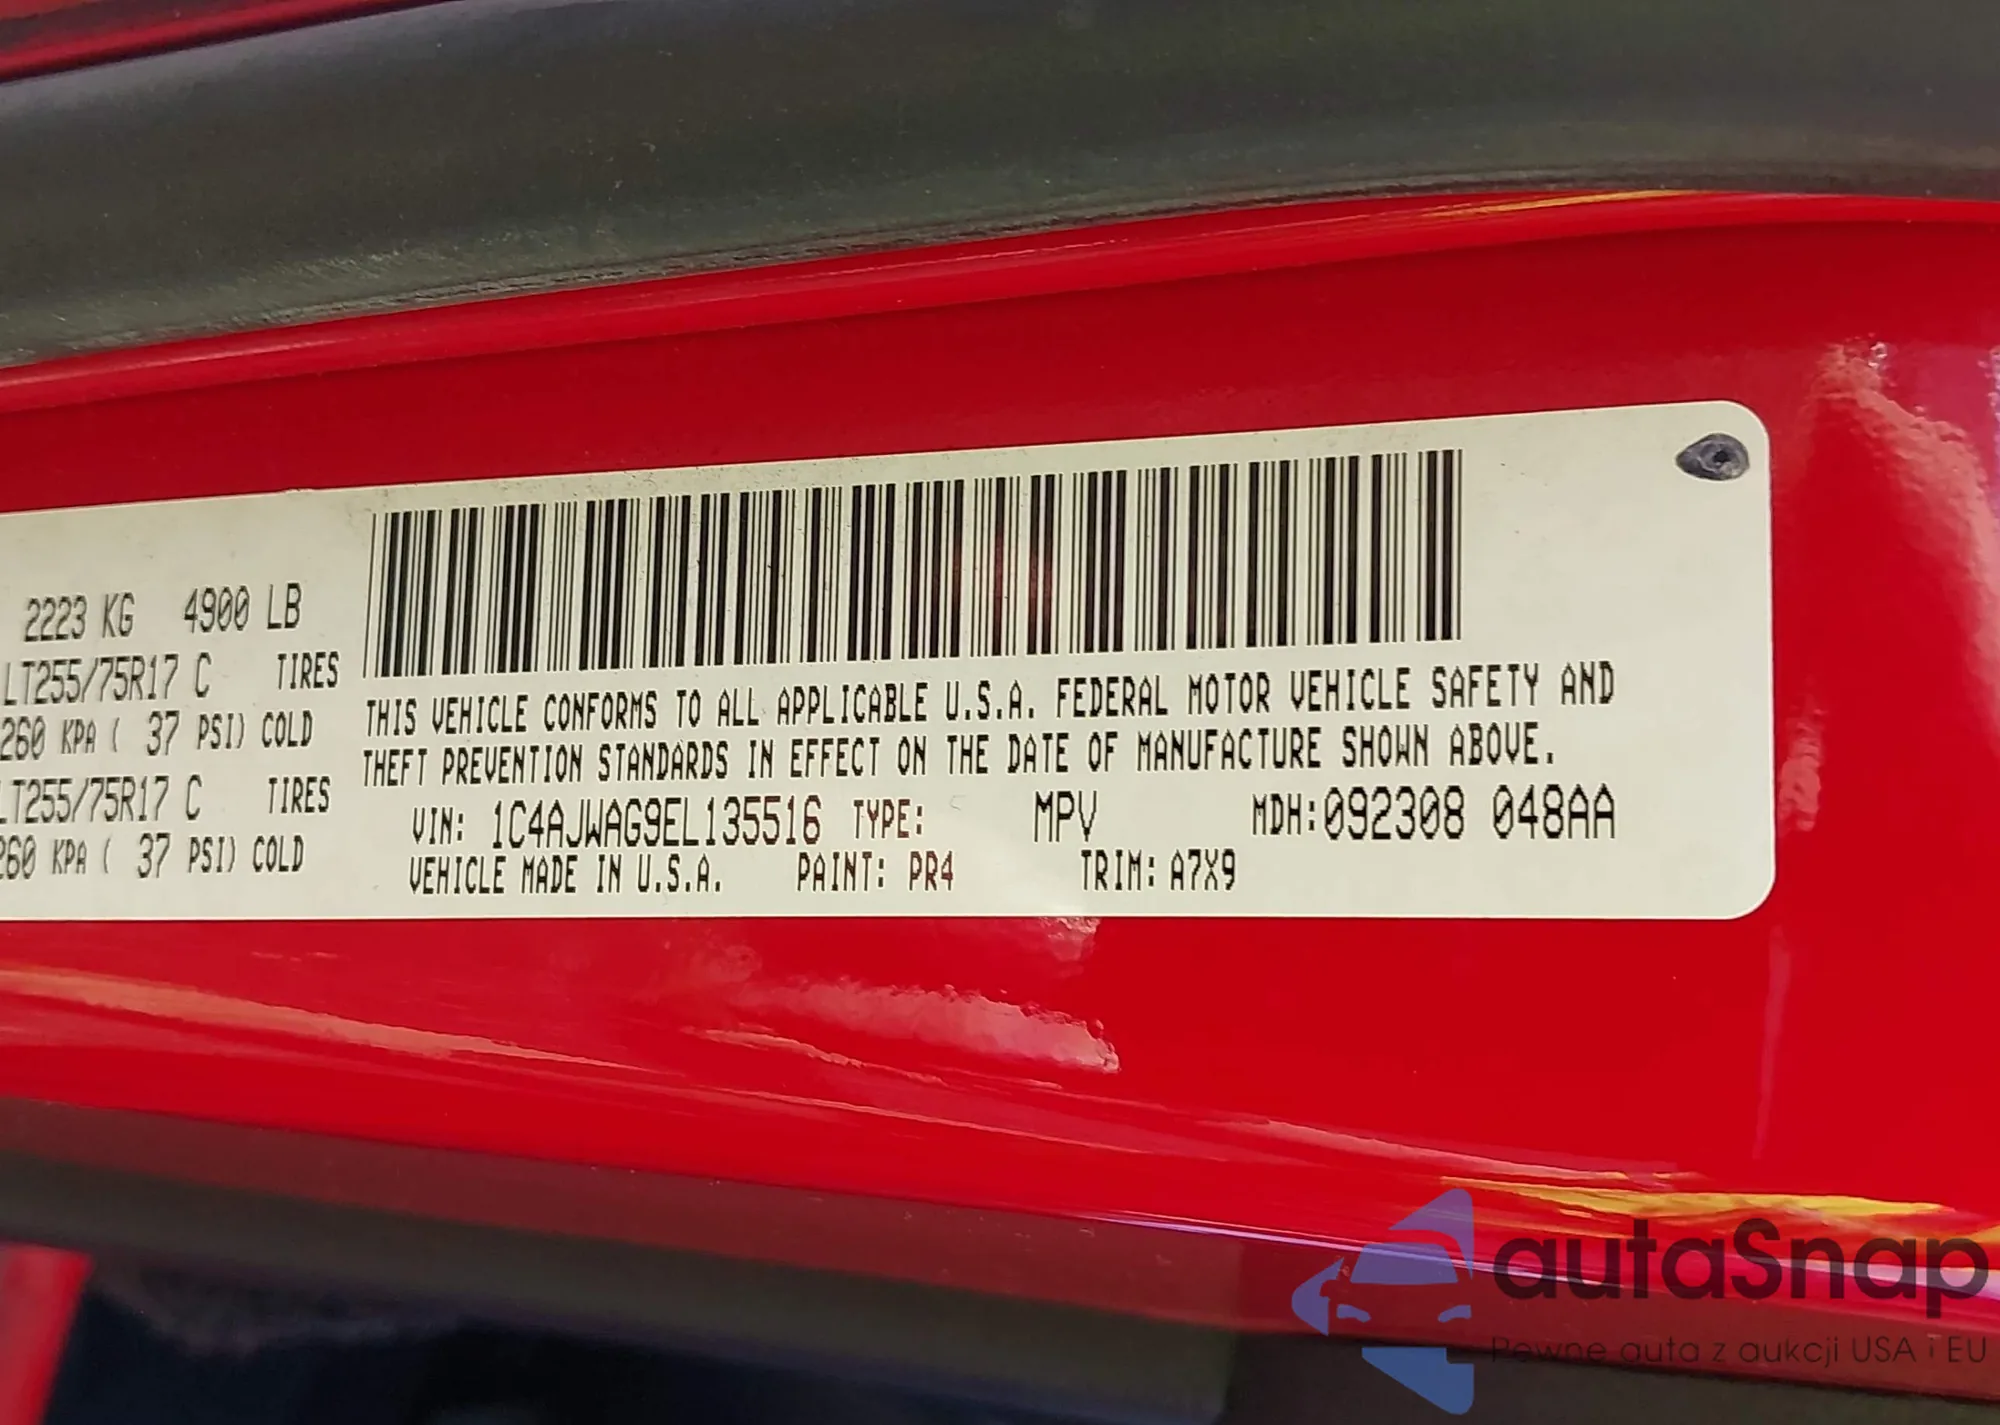 2223 KG 4900 LB
LT255/75R17 C TIRES
260 KPA ( 37 PSI) COLD
LT255/75R17 C TIRES
260 KPA ( 37 PSI) COLD
THIS VEHICLE CONFORMS TO ALL APPLICABLE U.S.A. FEDERAL MOTOR VEHICLE SAFETY AND
THEFT PREVENTION STANDARDS IN EFFECT ON THE DATE OF MANUFACTURE SHOWN ABOVE.
VIN: 1C4AJWAG9EL135516 TYPE: MPV MDH:092308 048AA
VEHICLE MADE IN U.S.A. PAINT: PR4 TRIM: A7X9
autaSnap
Pewne auta z aukcji USA i EU